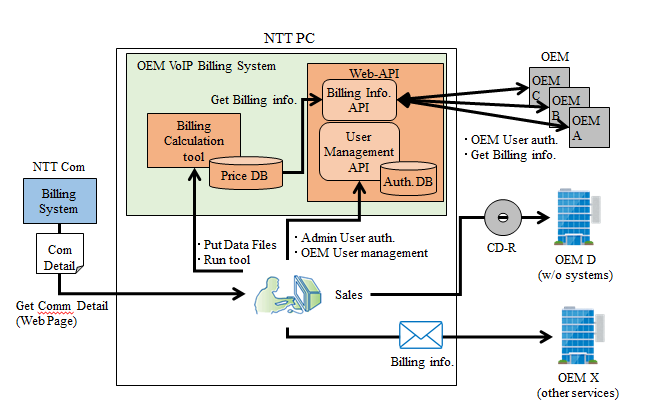 NTT PC
OEM VoIP Billing System
Web-API
Get Billing info.
Billing Info.
API
Billing
Calculation
tool
Price DB
User
Management
API
Auth. DB
OEM
OEM
C
OEM
B
OEM
A
・OEM User auth.
・Get Billing info.
NTT Com
Billing
System
Com
Detail
Get Comm Detail
(Web Page)
・Put Data Files
・Run tool
・Admin User auth.
・OEM User management
Sales
CD-R
OEM D
(w/o systems)
Billing info.
OEM X
(other services)